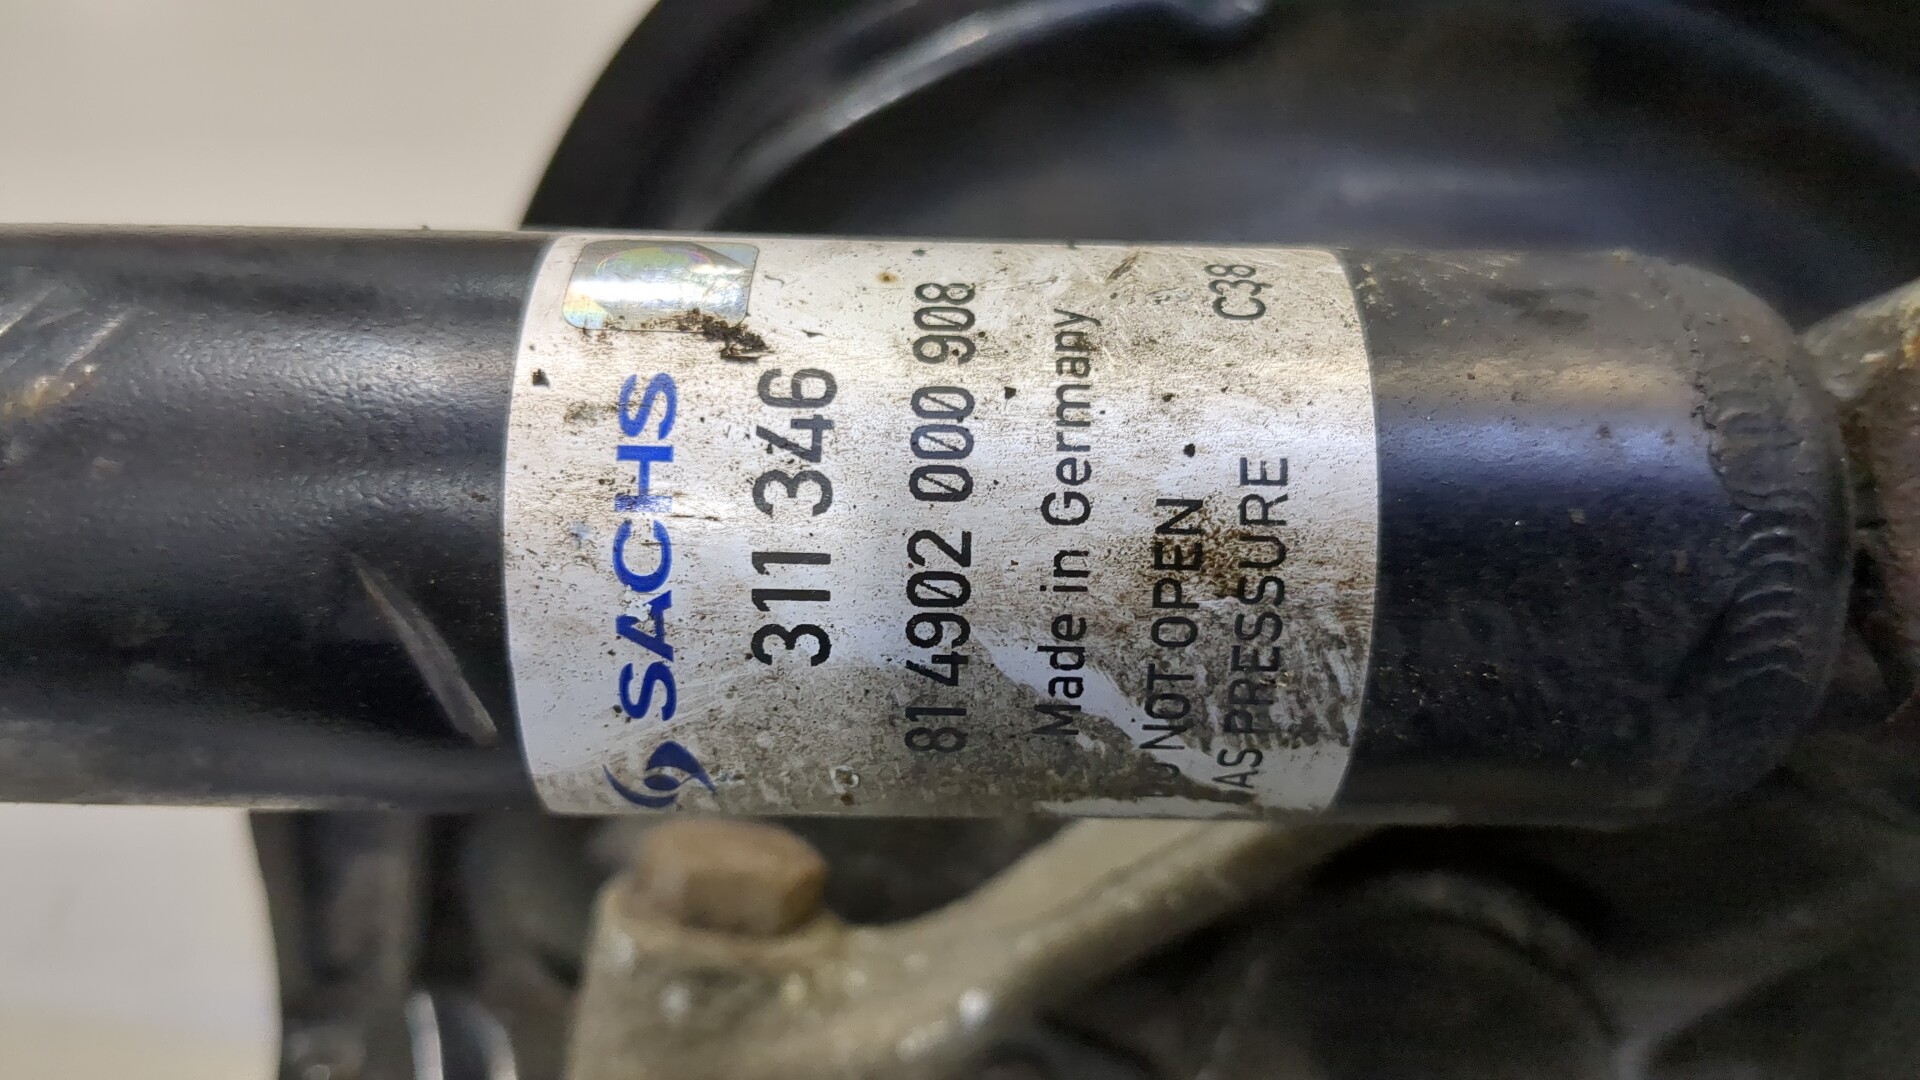 SACHS
311 346
81 4902 000 908
Made in Germany
NOT OPEN
PRESSURE
C38